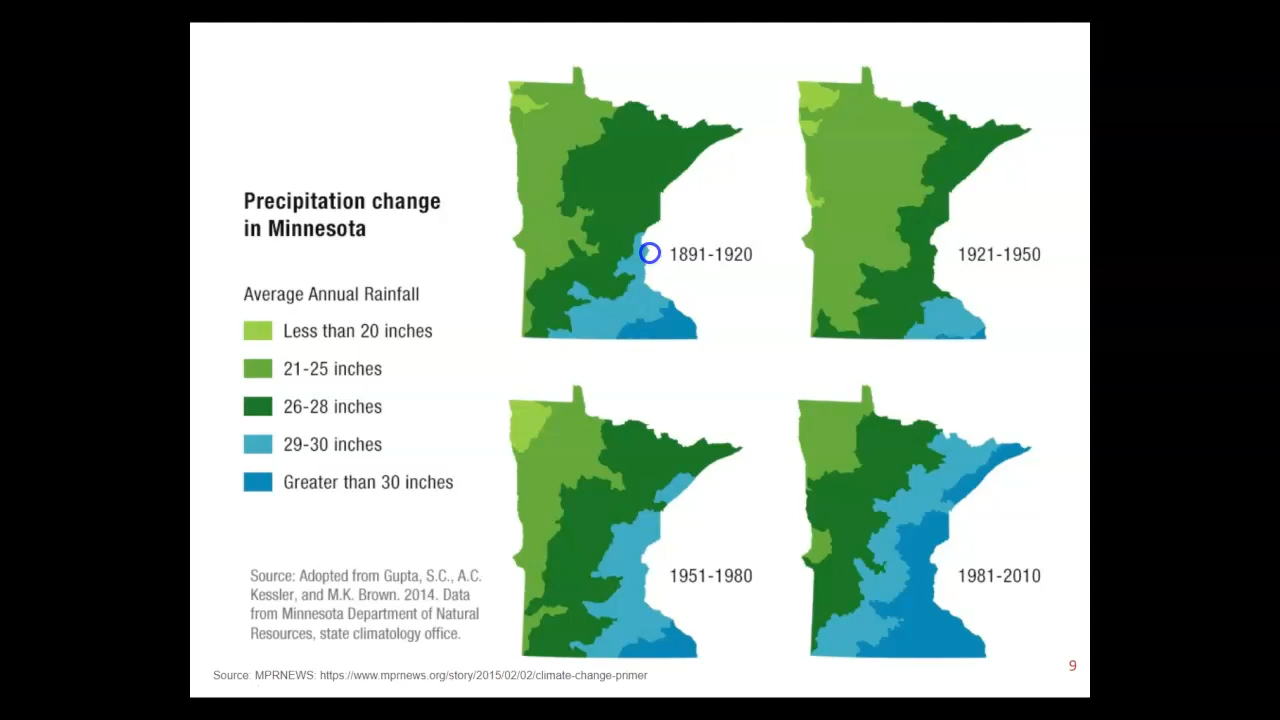 Precipitation change
in Minnesota
Average Annual Rainfall
Less than 20 inches
21-25 inches
26-28 inches
29-30 inches
Greater than 30 inches
1891-1920
1921-1950
1951-1980
1981-2010
Source: Adopted from Gupta, S.C., A.C.
Kessler, and M.K. Brown. 2014. Data
from Minnesota Department of Natural
Resources, state climatology office.
Source: MPRNEWS: https://www.mprnews.org/story/2015/02/02/climate-change-primer
9